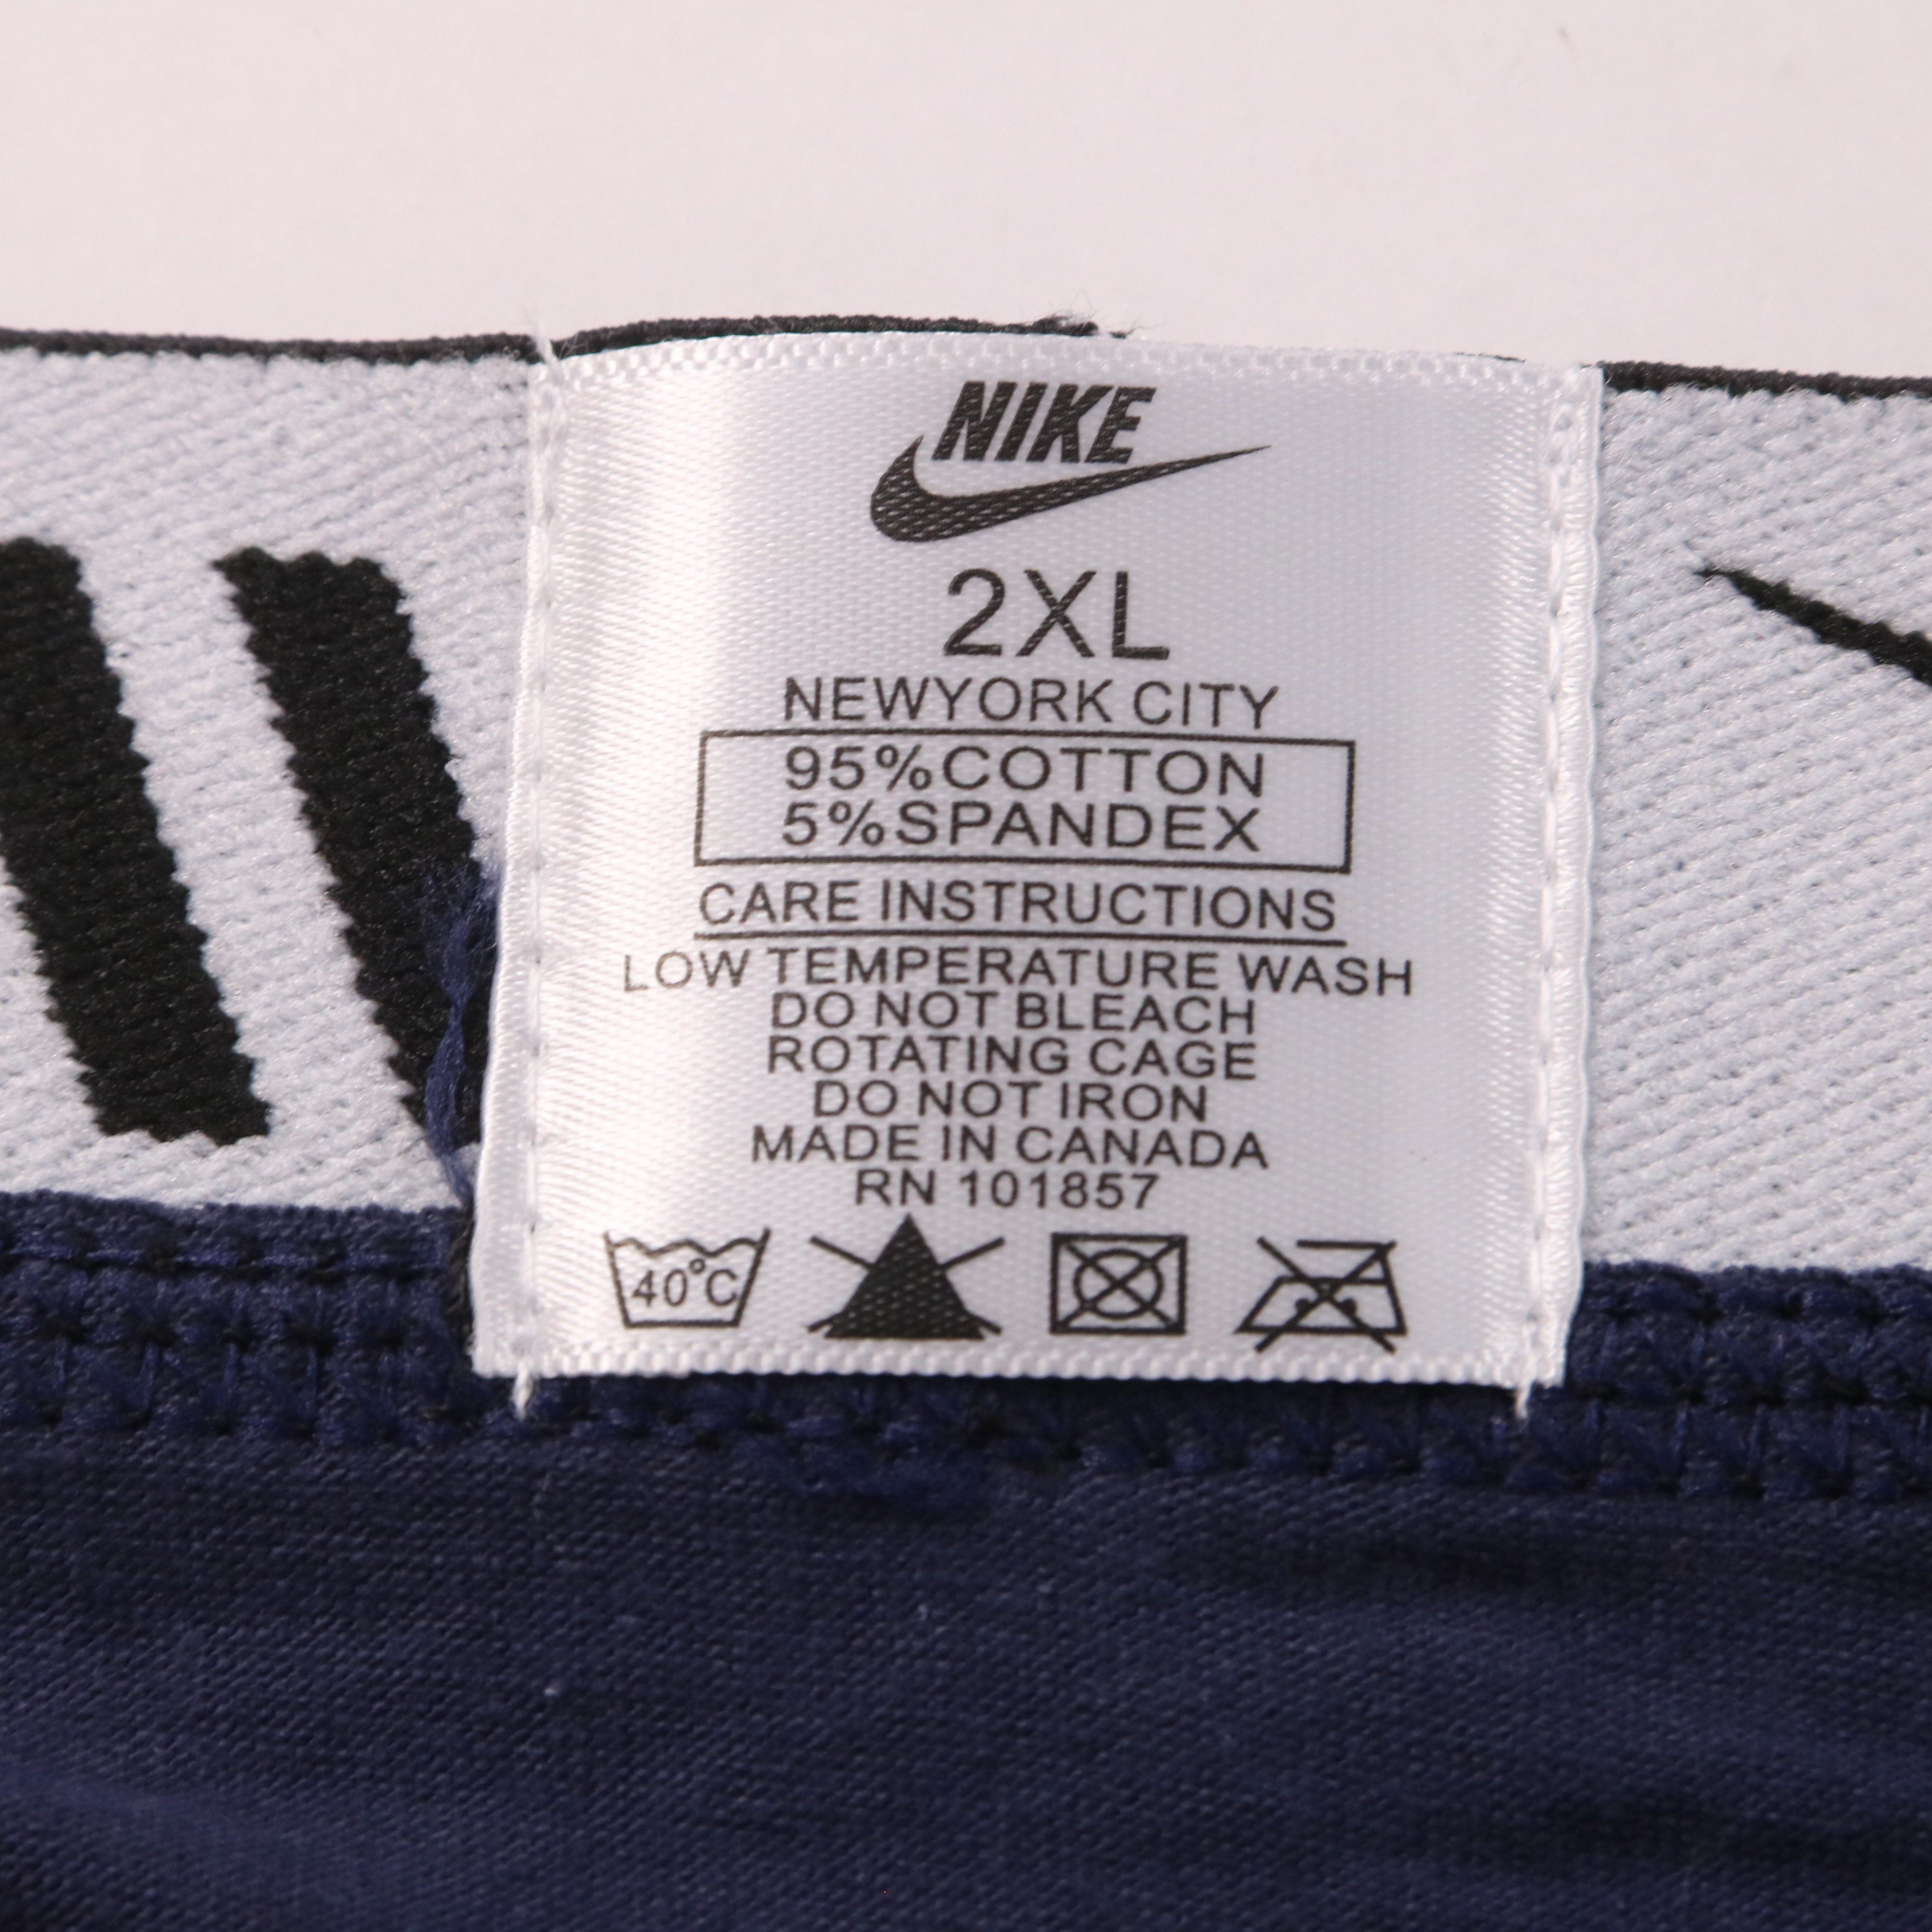 NIKE
2XL
NEWYORK CITY
95%COTTON
5%SPANDEX
CARE INSTRUCTIONS
LOW TEMPERATURE WASH
DO NOT BLEACH
ROTATING CAGE
DO NOT IRON
MADE IN CANADA
RN 101857
40°C